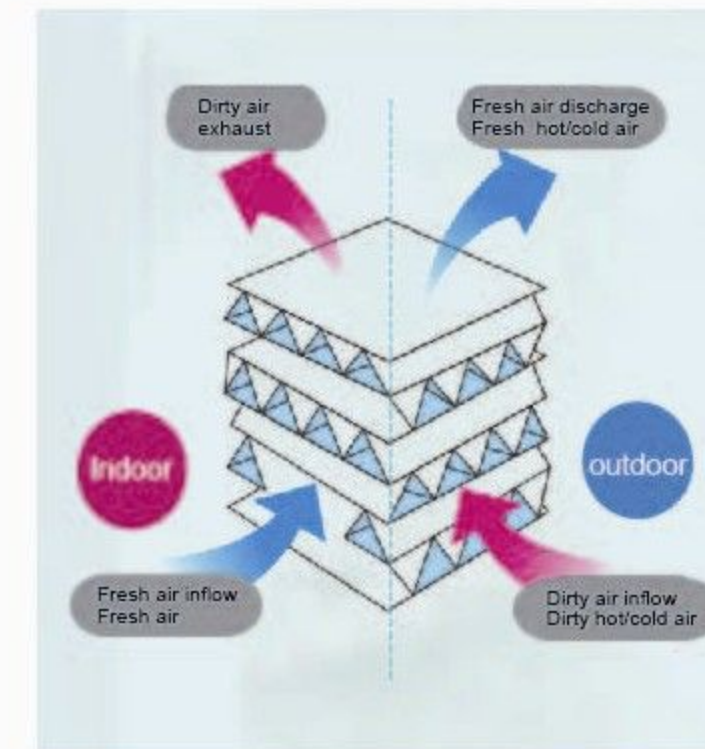 Dirty air
exhaust
Fresh air discharge
Fresh hot/cold air
Indoor
outdoor
Fresh air inflow
Fresh air
Dirty air inflow
Dirty hot/cold air